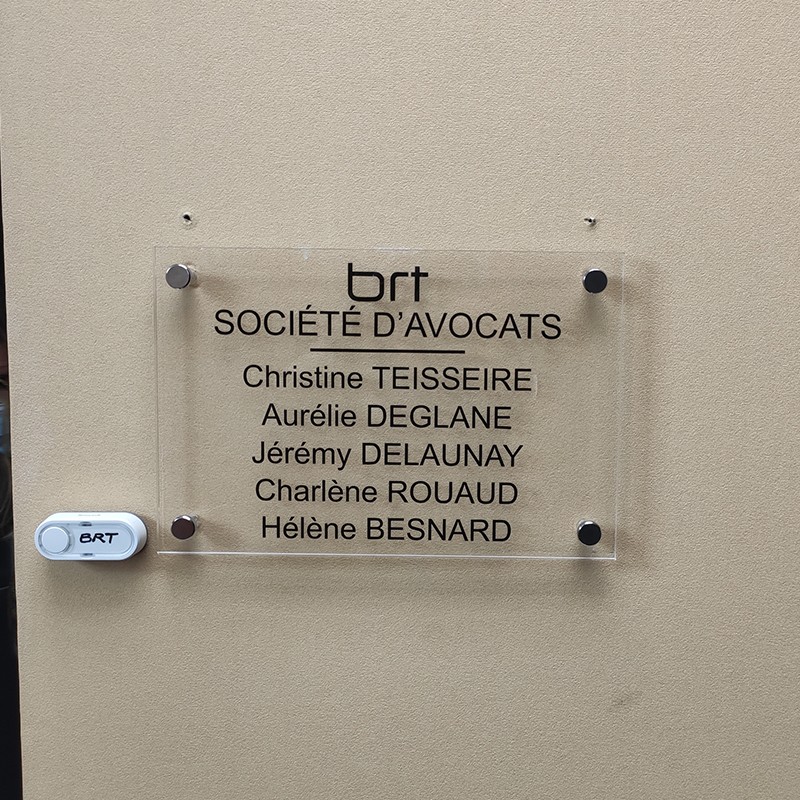 brt
SOCIÉTÉ D'AVOCATS
Christine TEISSEIRE
Aurélie DEGLANE
Jérémy DELAUNAY
Charlène ROUAUD
Hélène BESNARD
BRT